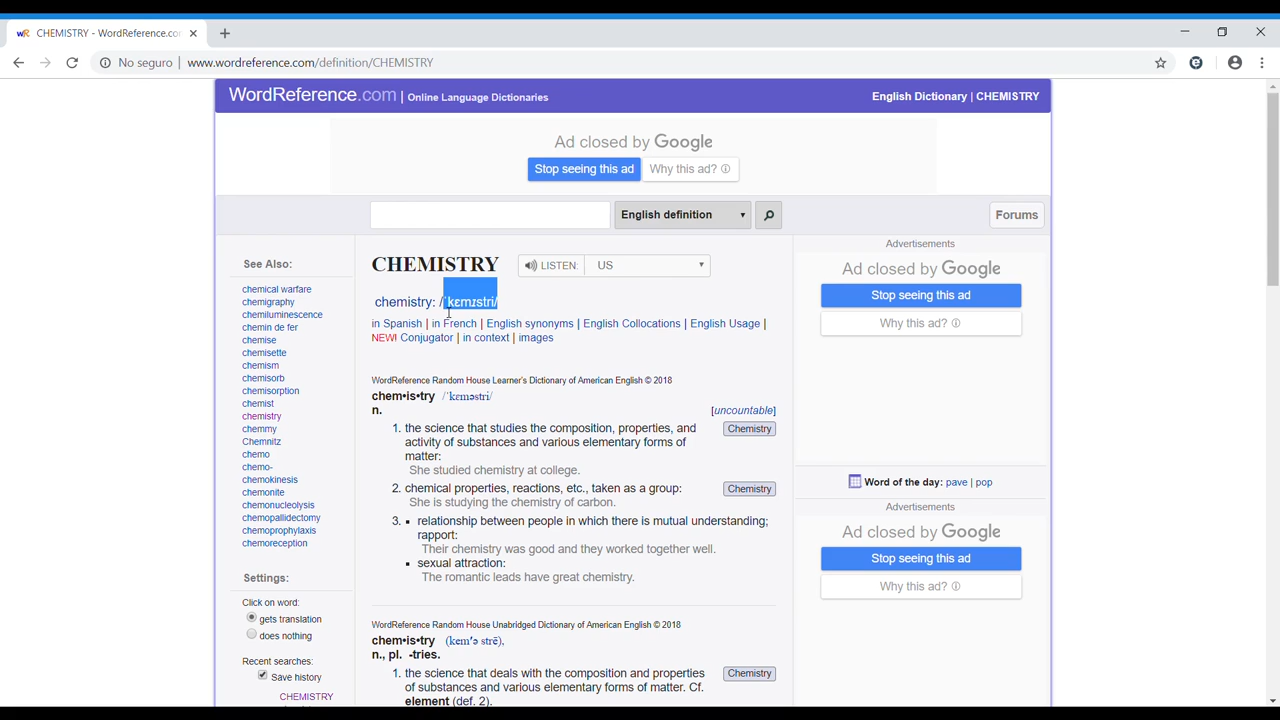 CHEMISTRY - WordReference.co
No seguro | www.wordreference.com/definition/CHEMISTRY
WordReference.com | Online Language Dictionaries
English Dictionary | CHEMISTRY
Ad closed by Google
Stop seeing this ad
Why this ad?
English definition
Forums
See Also:
chemical warfare
chemigraphy
chemiluminescence
chemin de fer
chemise
chemisette
chemism
chemisorb
chemisorption
chemist
chemistry
chemmy
Chemnitz
chemo
chemo-
chemokinesis
chemonite
chemonucleolysis
chemopallidectomy
chemoprophylaxis
chemoreception
Settings:
Click on word:
gets translation
does nothing
Recent searches:
Save history
CHEMISTRY
CHEMISTRY
LISTEN:
US
chemistry: /ˈkɛmɪstri/
in Spanish | in French | English synonyms | English Collocations | English Usage |
NEW! Conjugator | in context | images
WordReference Random House Learner's Dictionary of American English © 2018
chem•is•try /ˈkɛməstri/
n.
[uncountable]
1. the science that studies the composition, properties, and
activity of substances and various elementary forms of
matter:
She studied chemistry at college.
Chemistry
2. chemical properties, reactions, etc., taken as a group:
She is studying the chemistry of carbon.
Chemistry
3. ▪ relationship between people in which there is mutual understanding;
rapport:
Their chemistry was good and they worked together well.
▪ sexual attraction:
The romantic leads have great chemistry.
WordReference Random House Unabridged Dictionary of American English © 2018
chem•is•try (kem′ə strē),
n., pl. -tries.
1. the science that deals with the composition and properties
of substances and various elementary forms of matter. Cf.
element (def. 2).
Chemistry
Advertisements
Ad closed by Google
Stop seeing this ad
Why this ad?
Word of the day: pave | pop
Advertisements
Ad closed by Google
Stop seeing this ad
Why this ad?